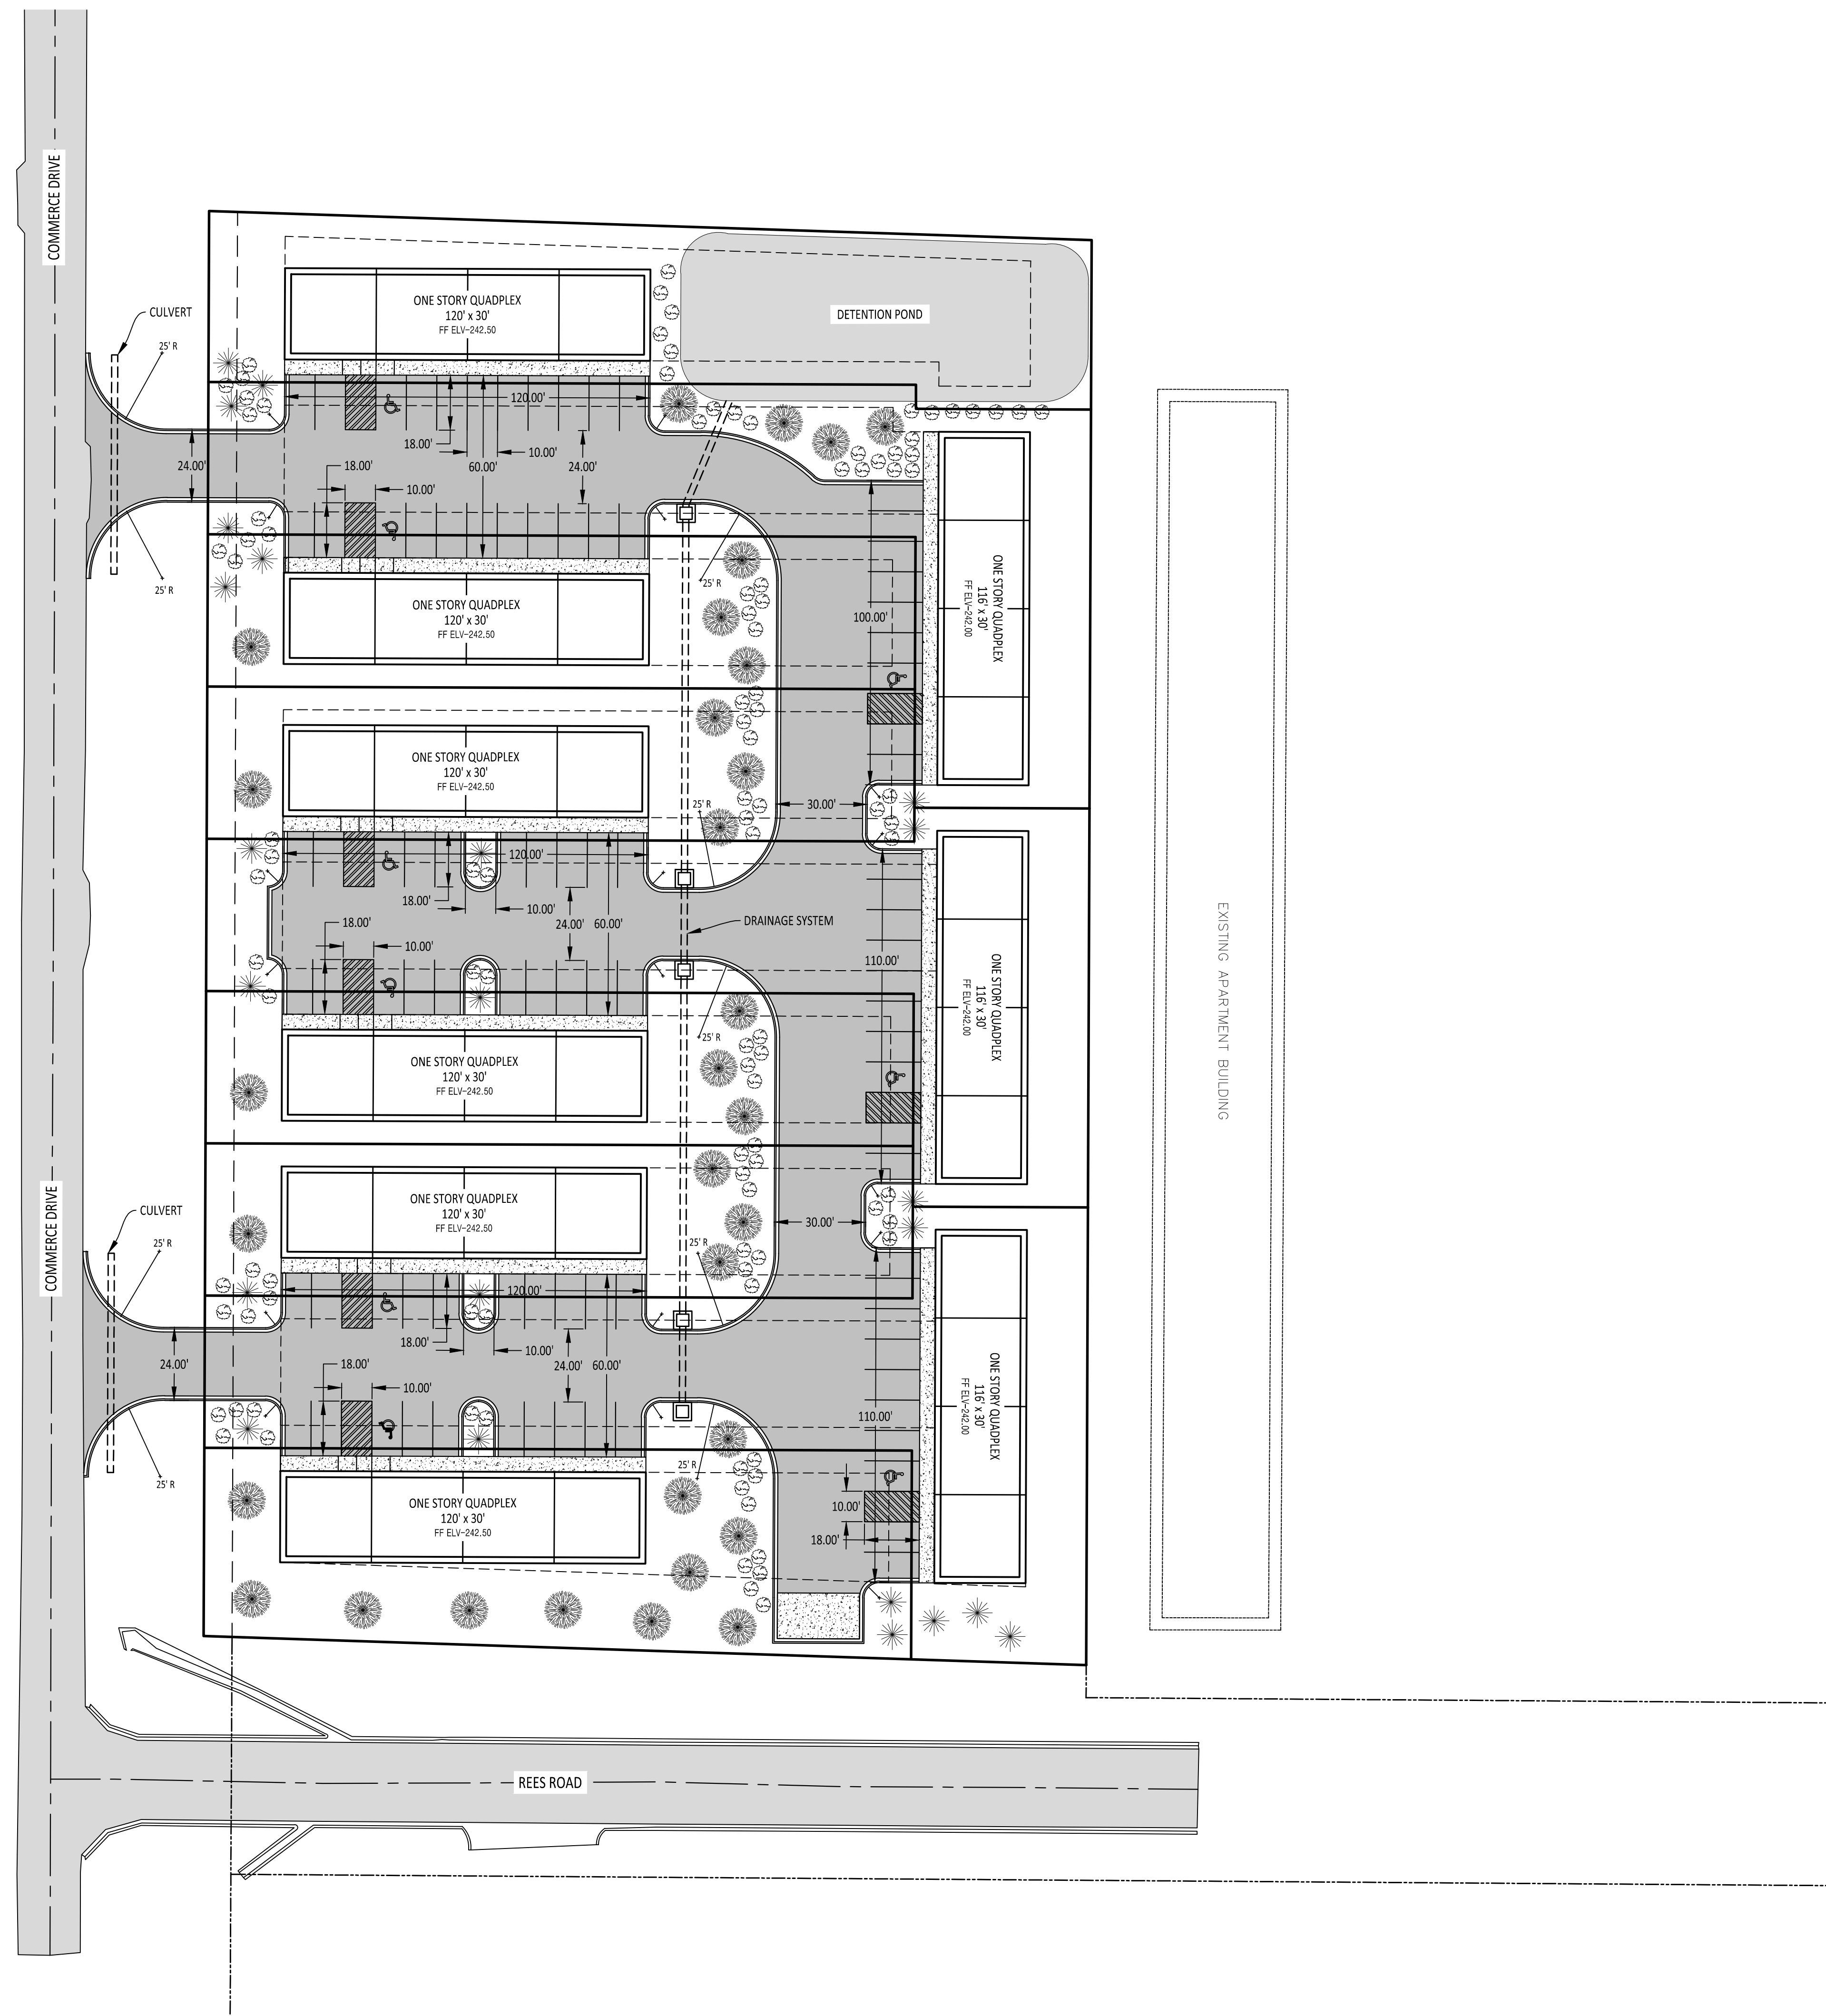 COMMERCE DRIVE
CULVERT
25' R
DETENTION POND
ONE STORY QUADPLEX
120' x 30'
FF ELV-242.50
120.00'
18.00'
10.00'
24.00'
60.00'
24.00'
18.00'
10.00'
25' R
25' R
ONE STORY QUADPLEX
120' x 30'
FF ELV-242.50
100.00'
ONE STORY QUADPLEX
116' x 30'
FF ELV-242.00
ONE STORY QUADPLEX
120' x 30'
FF ELV-242.50
25' R
30.00'
120.00'
18.00'
10.00'
24.00'
60.00'
18.00'
10.00'
DRAINAGE SYSTEM
110.00'
ONE STORY QUADPLEX
116' x 30'
FF ELV-242.00
EXISTING APARTMENT BUILDING
25' R
ONE STORY QUADPLEX
120' x 30'
FF ELV-242.50
COMMERCE DRIVE
CULVERT
25' R
ONE STORY QUADPLEX
120' x 30'
FF ELV-242.50
25' R
30.00'
120.00'
18.00'
10.00'
24.00'
60.00'
24.00'
18.00'
10.00'
110.00'
ONE STORY QUADPLEX
116' x 30'
FF ELV-242.00
25' R
25' R
ONE STORY QUADPLEX
120' x 30'
FF ELV-242.50
10.00'
18.00'
REES ROAD